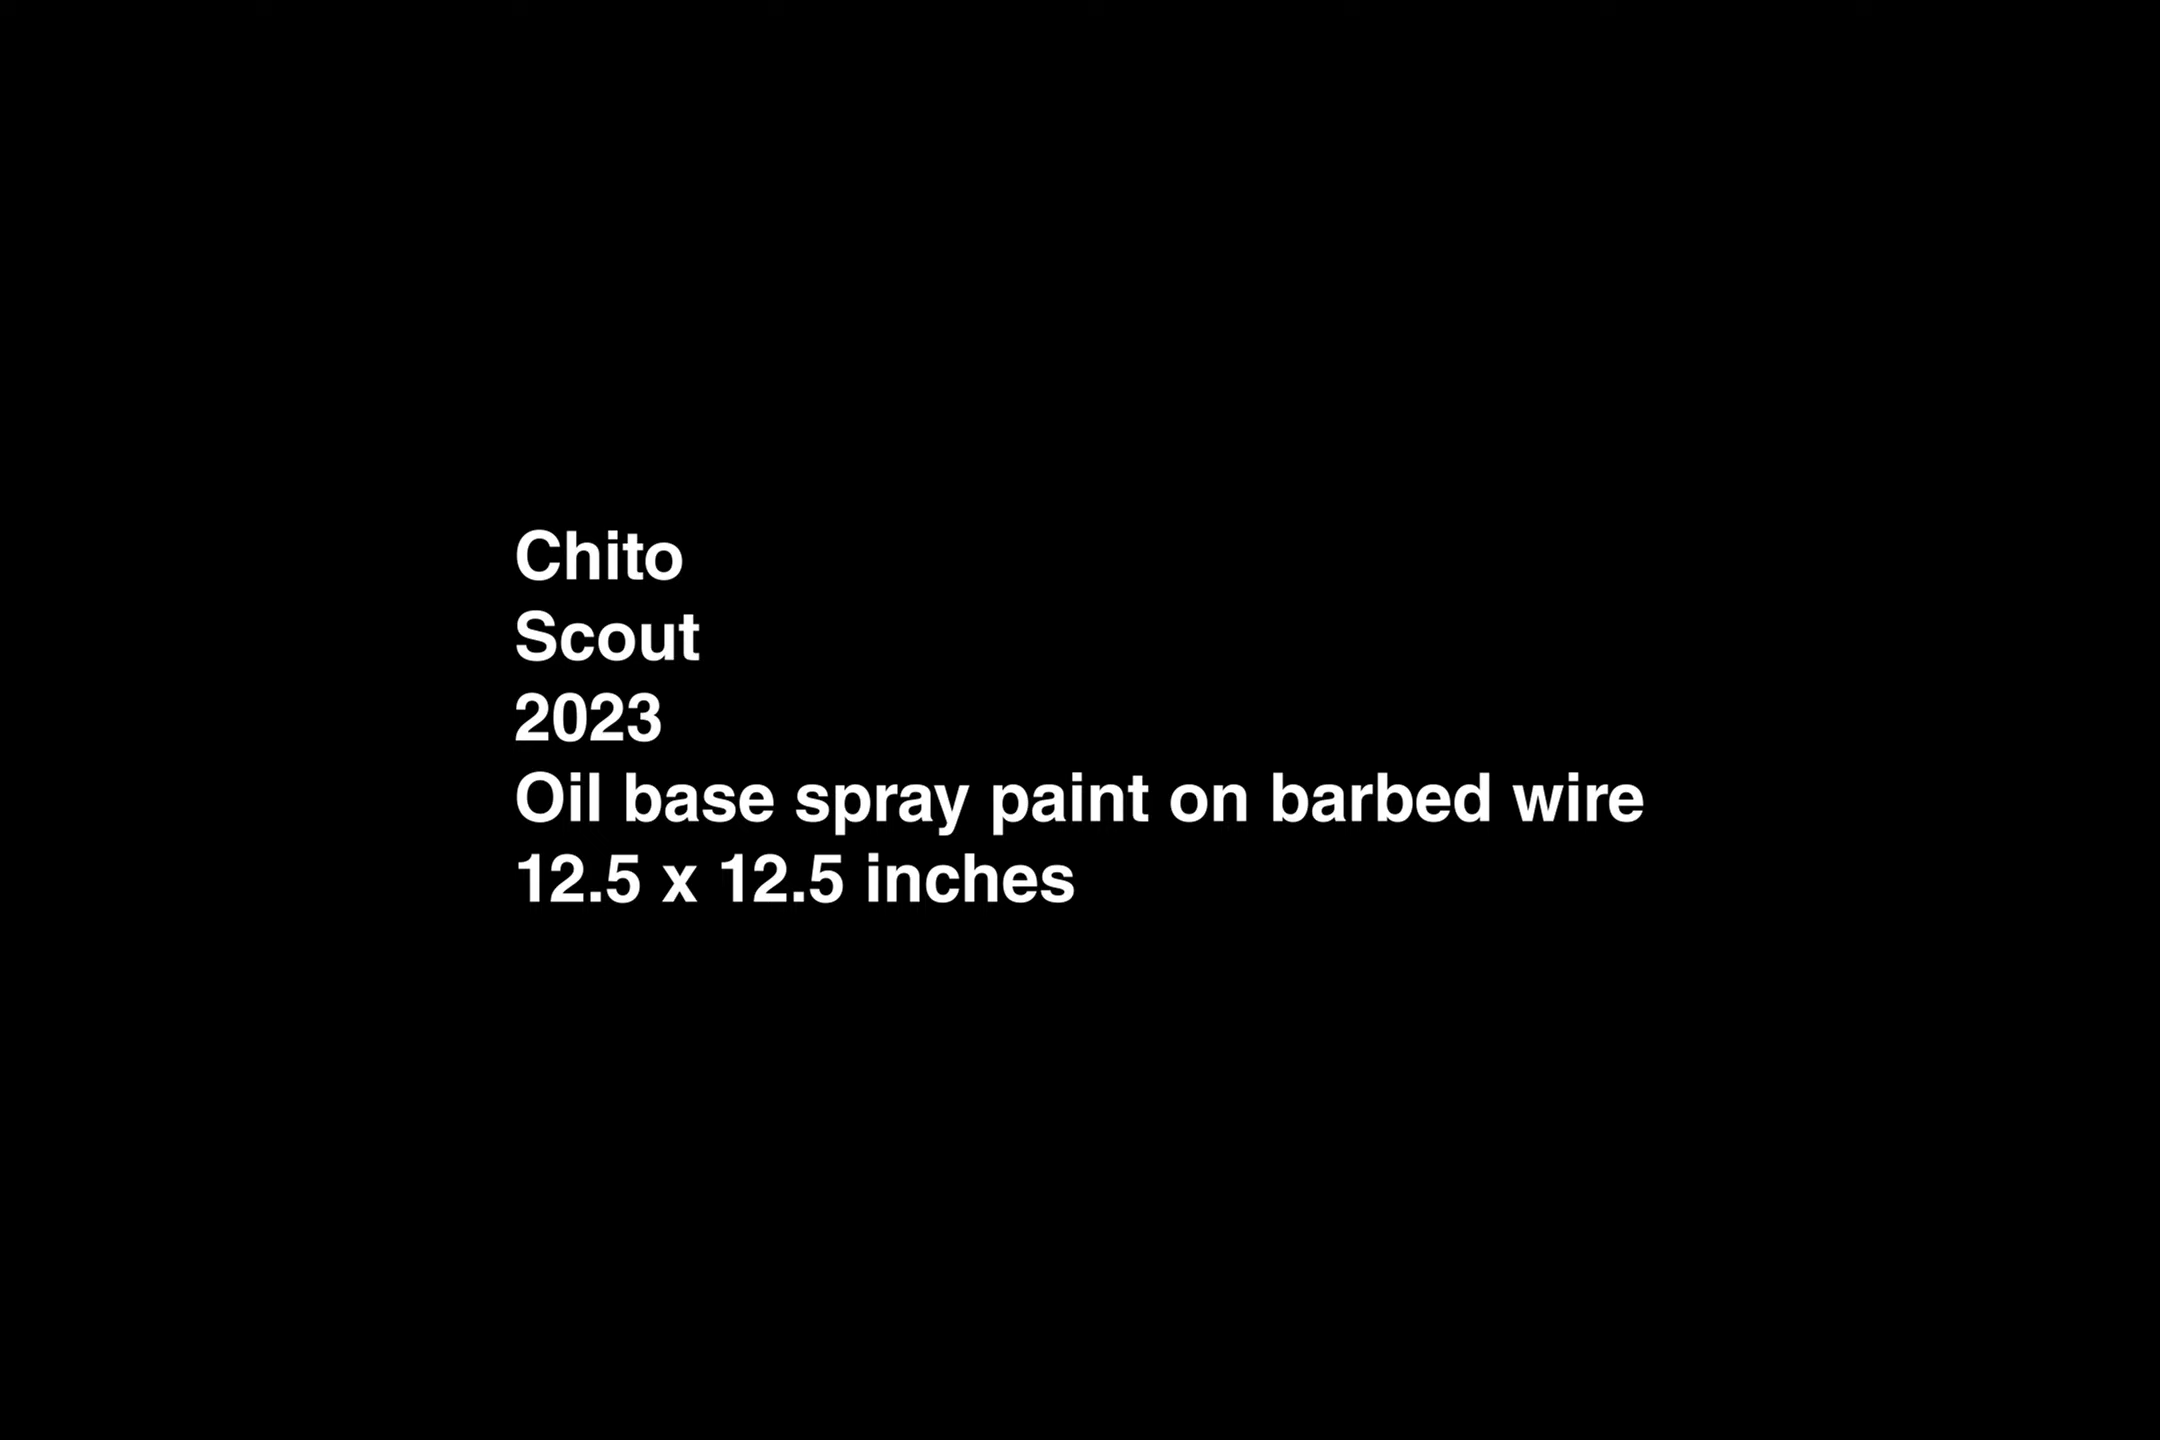 Chito
Scout
2023
Oil base spray paint on barbed wire
12.5 x 12.5 inches